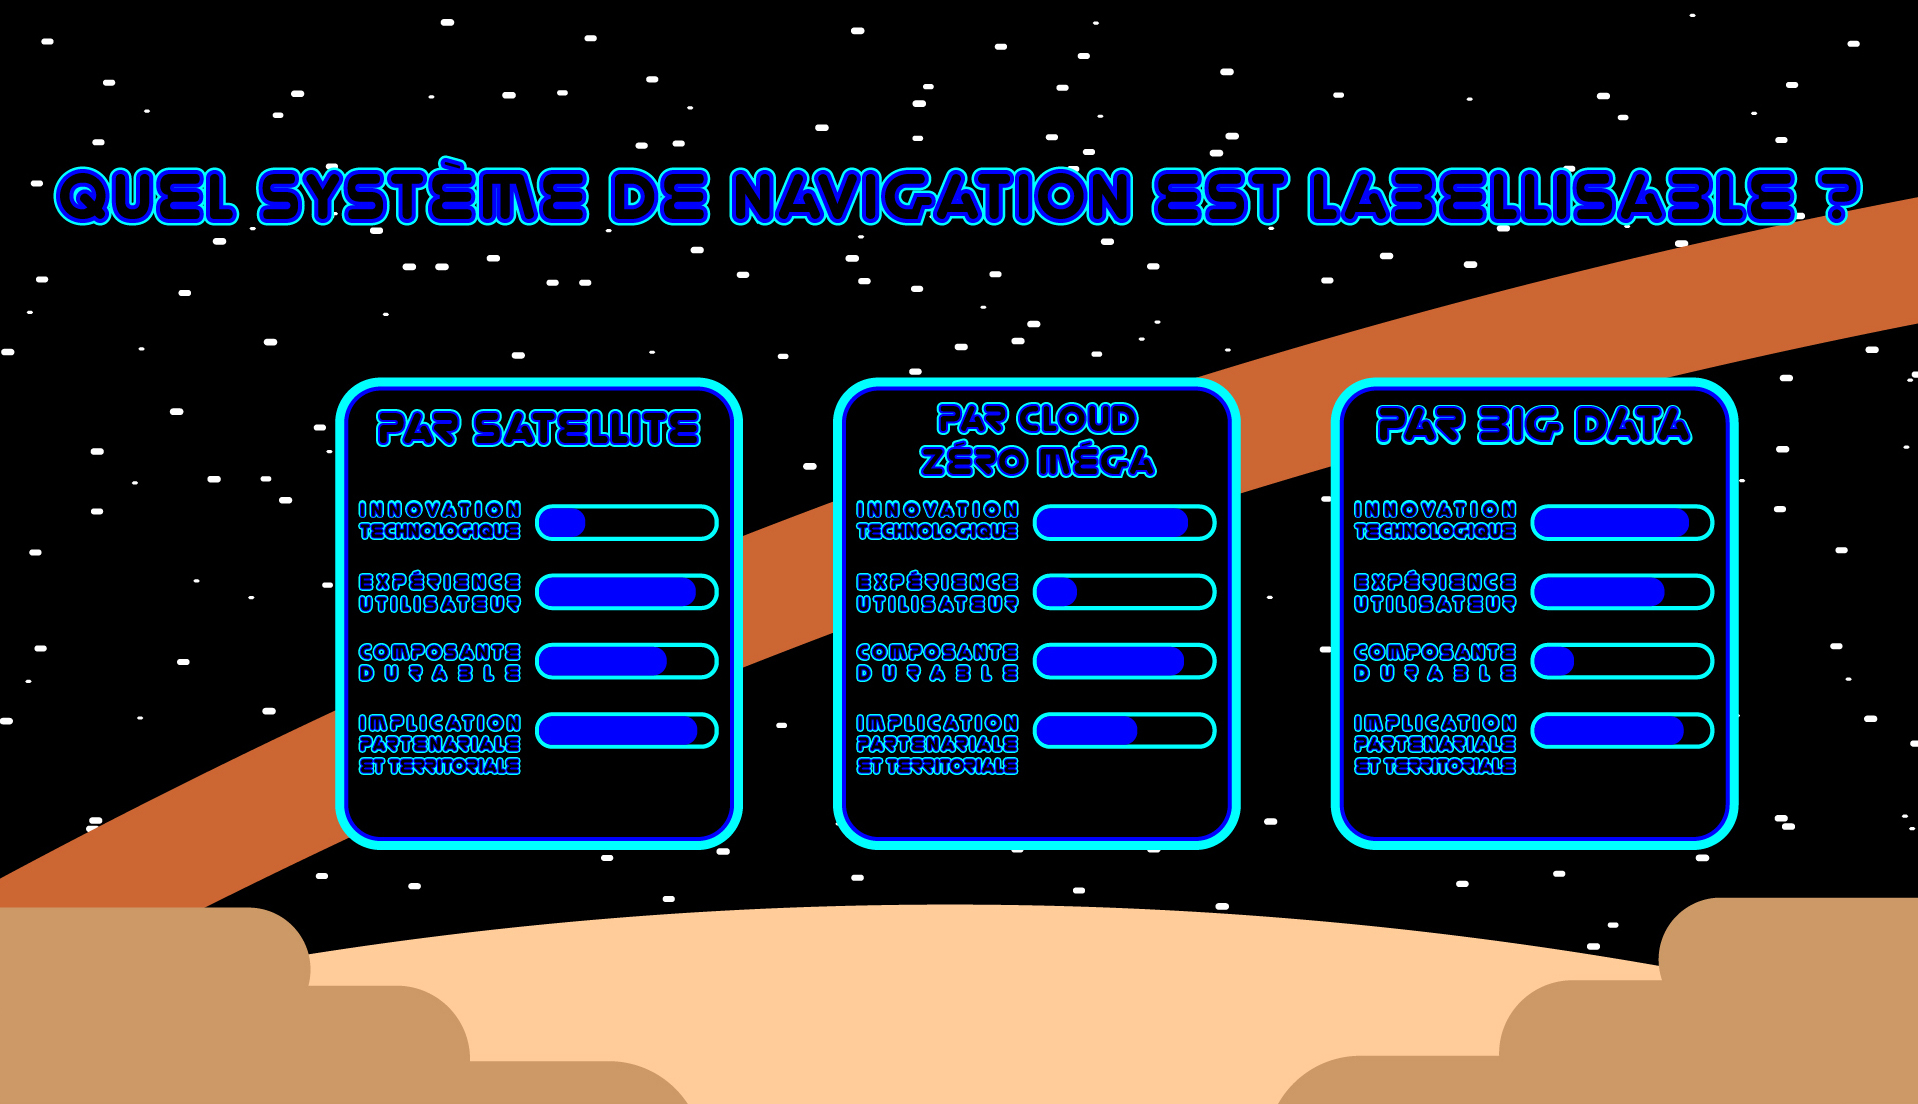 QUEL SYSTÈME DE NAVIGATION EST LABELLISABLE ?
PAR SATELLITE
INNOVATION
TECHNOLOGIQUE
EXPÉRIENCE
UTILISATEUR
COMPOSANTE
DURABLE
IMPLICATION
PARTENARIALE
ET TERRITORIALE
PAR CLOUD
ZÉRO MÉGA
INNOVATION
TECHNOLOGIQUE
EXPÉRIENCE
UTILISATEUR
COMPOSANTE
DURABLE
IMPLICATION
PARTENARIALE
ET TERRITORIALE
PAR BIG DATA
INNOVATION
TECHNOLOGIQUE
EXPÉRIENCE
UTILISATEUR
COMPOSANTE
DURABLE
IMPLICATION
PARTENARIALE
ET TERRITORIALE